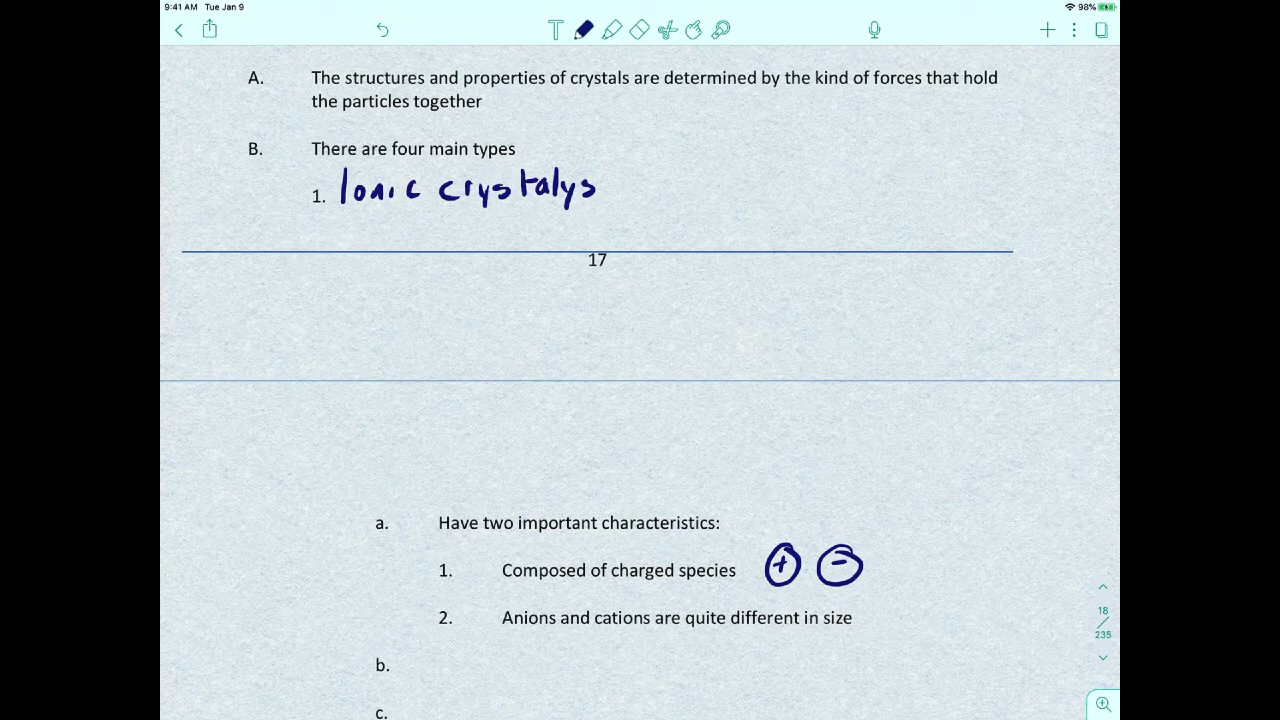 9:41 AM Tue Jan 9
98%
A. The structures and properties of crystals are determined by the kind of forces that hold
the particles together
B. There are four main types
1. Ionic crystalys
17
a. Have two important characteristics:
1. Composed of charged species + -
2. Anions and cations are quite different in size
18
/
235
b.
c.